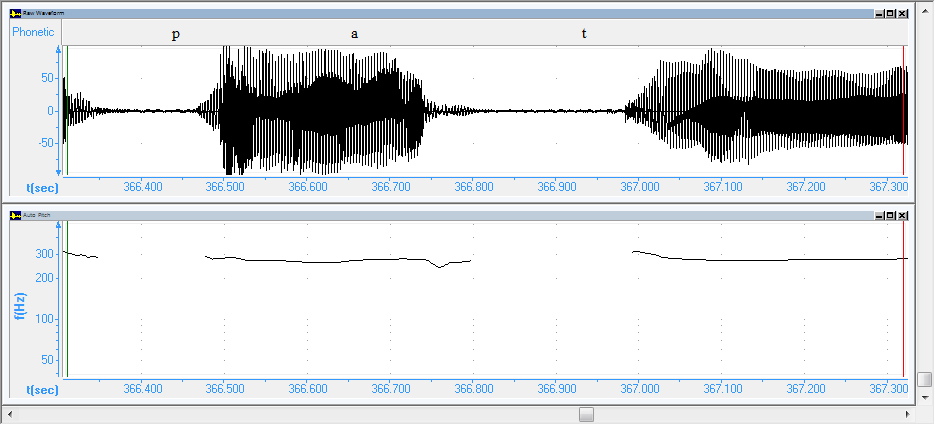 Raw Waveform
Phonetic p a t
50
0
-50
t(sec) 366.400 366.500 366.600 366.700 366.800 366.900 367.000 367.100 367.200 367.300
Auto Pitch
300
200
100
50
f(Hz)
t(sec) 366.400 366.500 366.600 366.700 366.800 366.900 367.000 367.100 367.200 367.300